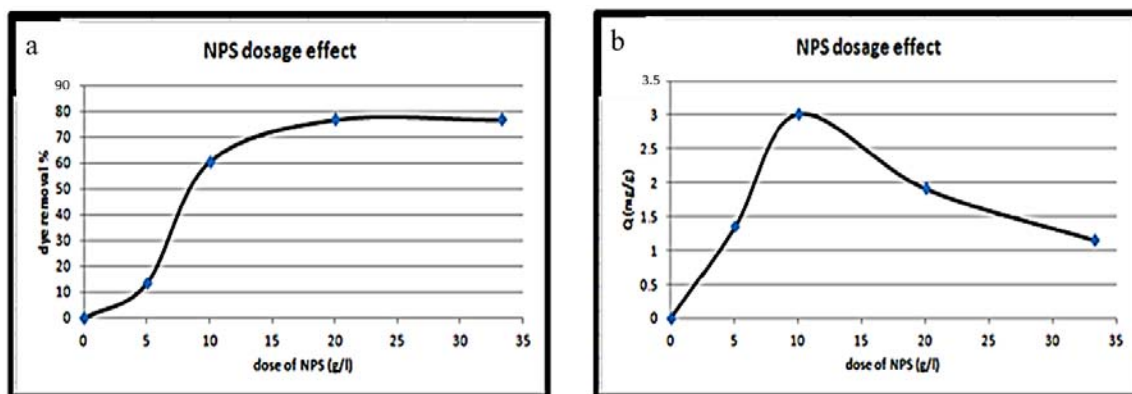 a
NPS dosage effect
dye removal %
90
80
70
60
50
40
30
20
10
0
0 5 10 15 20 25 30 35
dose of NPS (g/l)
b
NPS dosage effect
Q(mg/g)
3.5
3
2.5
2
1.5
1
0.5
0
0 5 10 15 20 25 30 35
dose of NPS (g/l)